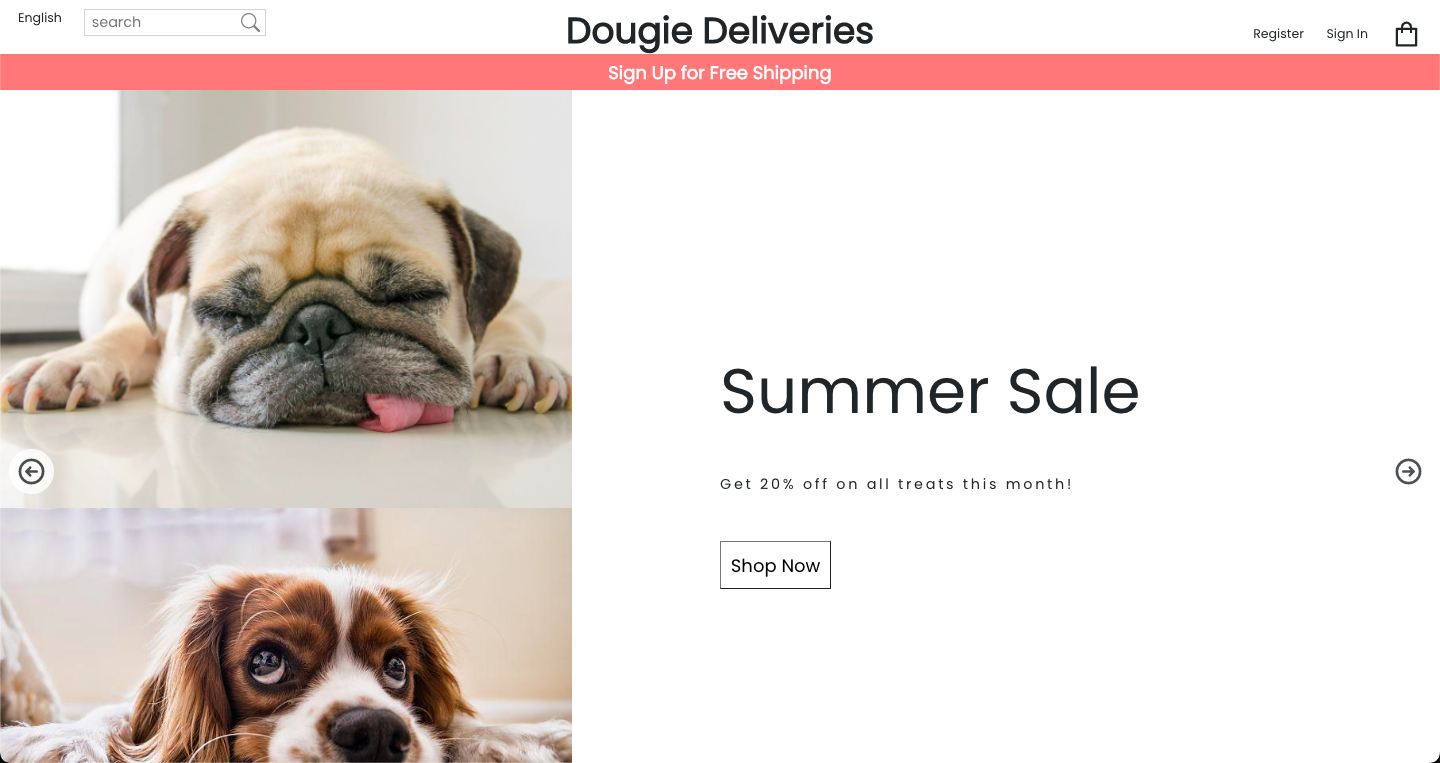 English
search
Dougie Deliveries
Register
Sign In
Sign Up for Free Shipping
Summer Sale
Get 20% off on all treats this month!
Shop Now